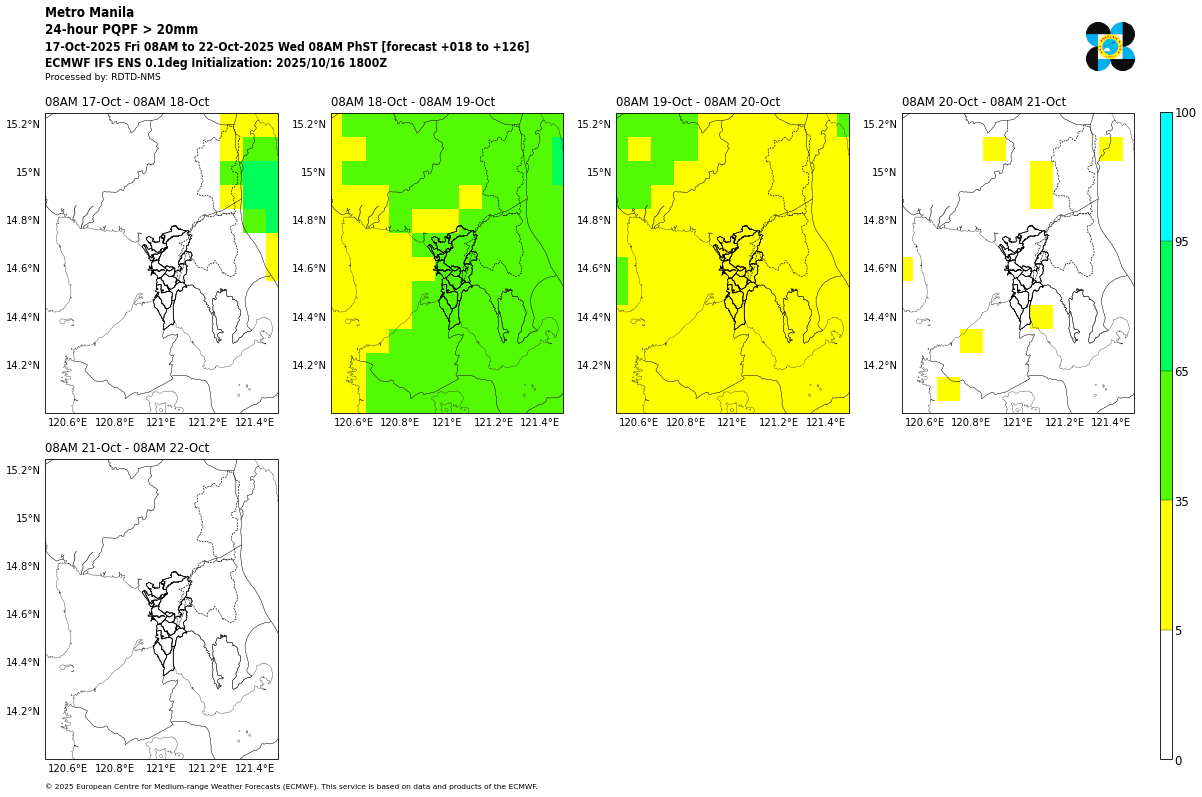 Metro Manila
24-hour PQPF > 20mm
17-Oct-2025 Fri 08AM to 22-Oct-2025 Wed 08AM PhST [forecast +018 to +126]
ECMWF IFS ENS 0.1deg Initialization: 2025/10/16 1800Z
Processed by: RDTD-NMS
08AM 17-Oct - 08AM 18-Oct
08AM 18-Oct - 08AM 19-Oct
08AM 19-Oct - 08AM 20-Oct
08AM 20-Oct - 08AM 21-Oct
15.2°N 15.2°N 15.2°N 15.2°N 100
15°N 15°N 15°N 15°N
14.8°N 14.8°N 14.8°N 14.8°N
95
14.6°N 14.6°N 14.6°N 14.6°N
14.4°N 14.4°N 14.4°N 14.4°N
14.2°N 14.2°N 14.2°N 14.2°N
65
120.6°E 120.8°E 121°E 121.2°E 121.4°E 120.6°E 120.8°E 121°E 121.2°E 121.4°E 120.6°E 120.8°E 121°E 121.2°E 121.4°E 120.6°E 120.8°E 121°E 121.2°E 121.4°E
08AM 21-Oct - 08AM 22-Oct
15.2°N
35
15°N
14.8°N
14.6°N
5
14.4°N
14.2°N
0
120.6°E 120.8°E 121°E 121.2°E 121.4°E
© 2025 European Centre for Medium-range Weather Forecasts (ECMWF). This service is based on data and products of the ECMWF.